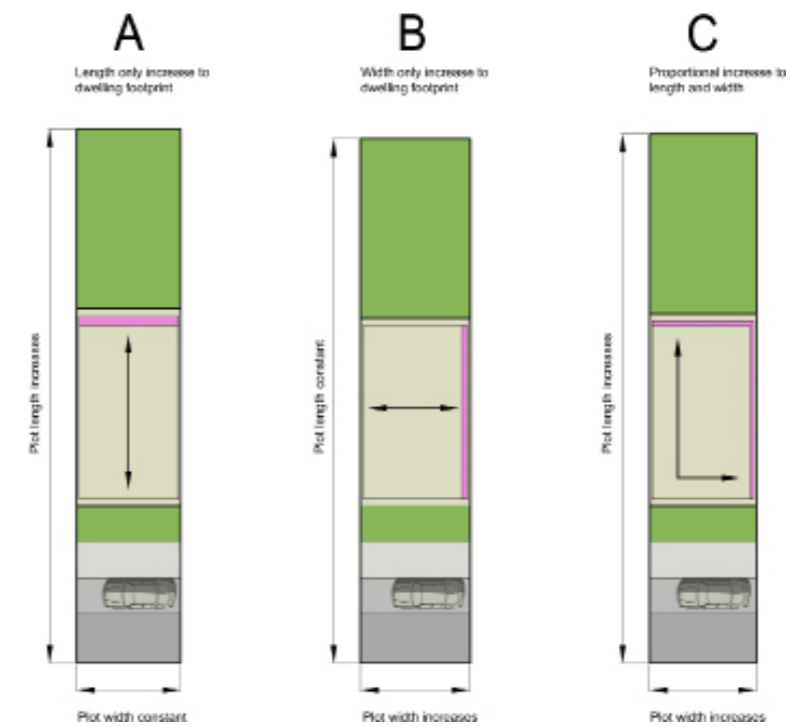 A
B
C
Length only increase to
dwelling footprint
Width only increase to
dwelling footprint
Proportional increase to
length and width
Plot length increases
Plot length constant
Plot length increases
Plot width constant
Plot width increases
Plot width increases